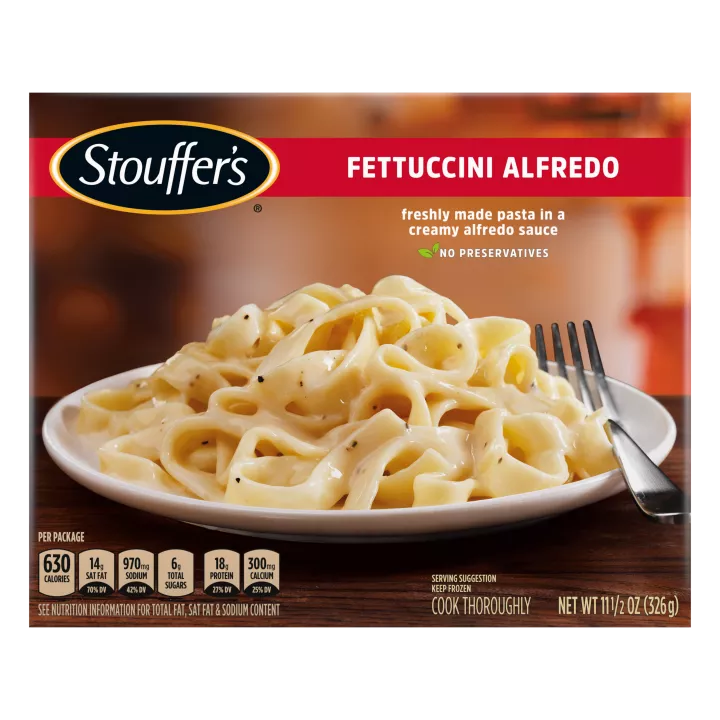 Stouffer's®
FETTUCCINI ALFREDO
freshly made pasta in a
creamy alfredo sauce
NO PRESERVATIVES
PER PACKAGE
630 CALORIES
14g SAT FAT 70% DV
970mg SODIUM 42% DV
6g TOTAL SUGARS
18g PROTEIN 27% DV
300mg CALCIUM 25% DV
SEE NUTRITION INFORMATION FOR TOTAL FAT, SAT FAT & SODIUM CONTENT
SERVING SUGGESTION
KEEP FROZEN
COOK THOROUGHLY
NET WT 11 1/2 OZ (326g)